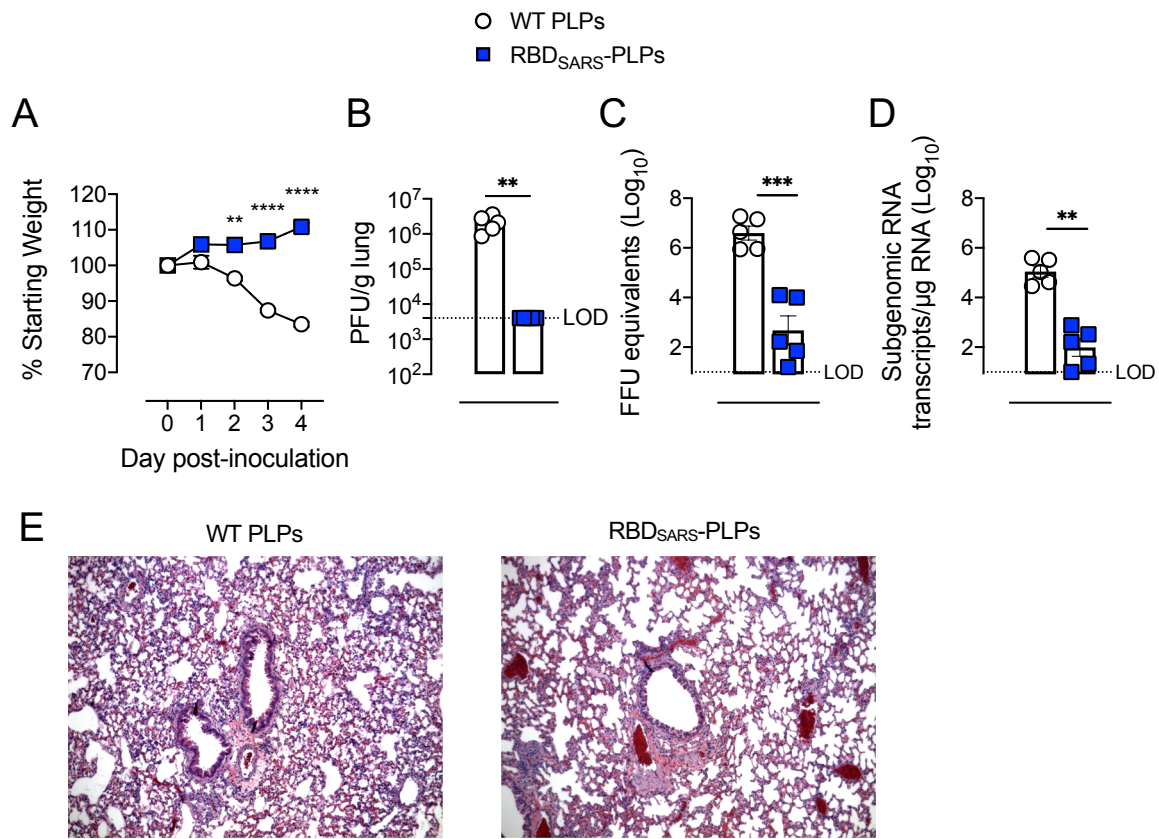 WT PLPs
RBDSARS-PLPs
A
% Starting Weight
120
110
100
90
80
70
** **** ****
0 1 2 3 4
Day post-inoculation
B
PFU/g lung
10⁷
10⁶
10⁵
10⁴
10³
10²
**
LOD
C
FFU equivalents (Log₁₀)
8
6
4
2
***
LOD
D
Subgenomic RNA
transcripts/µg RNA (Log₁₀)
8
6
4
2
**
LOD
E
WT PLPs
RBDSARS-PLPs